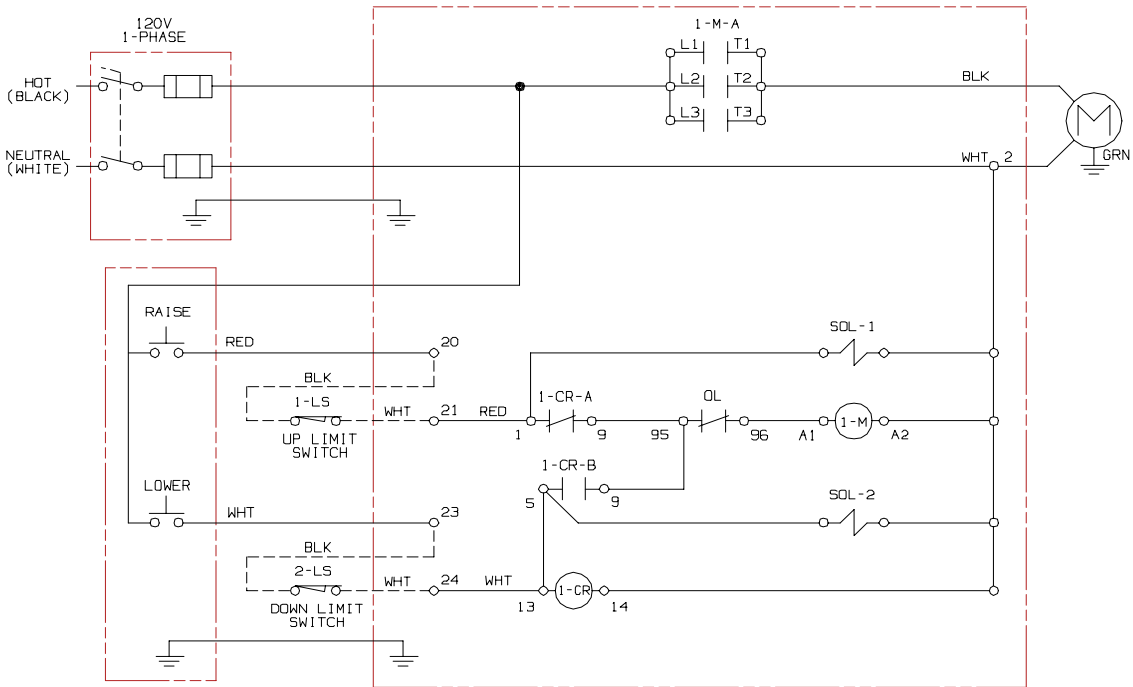 120V
1-PHASE
1-M-A
L1
T1
HOT
(BLACK)
L2
T2
BLK
L3
T3
NEUTRAL
(WHITE)
WHT
2
GRN
RAISE
RED
20
SOL-1
BLK
1-LS
WHT
21
RED
1-CR-A
OL
1
9
95
96
A1
1-M
A2
UP LIMIT
SWITCH
1-CR-B
LOWER
5
9
SOL-2
WHT
23
BLK
2-LS
WHT
24
WHT
1-CR
13
14
DOWN LIMIT
SWITCH